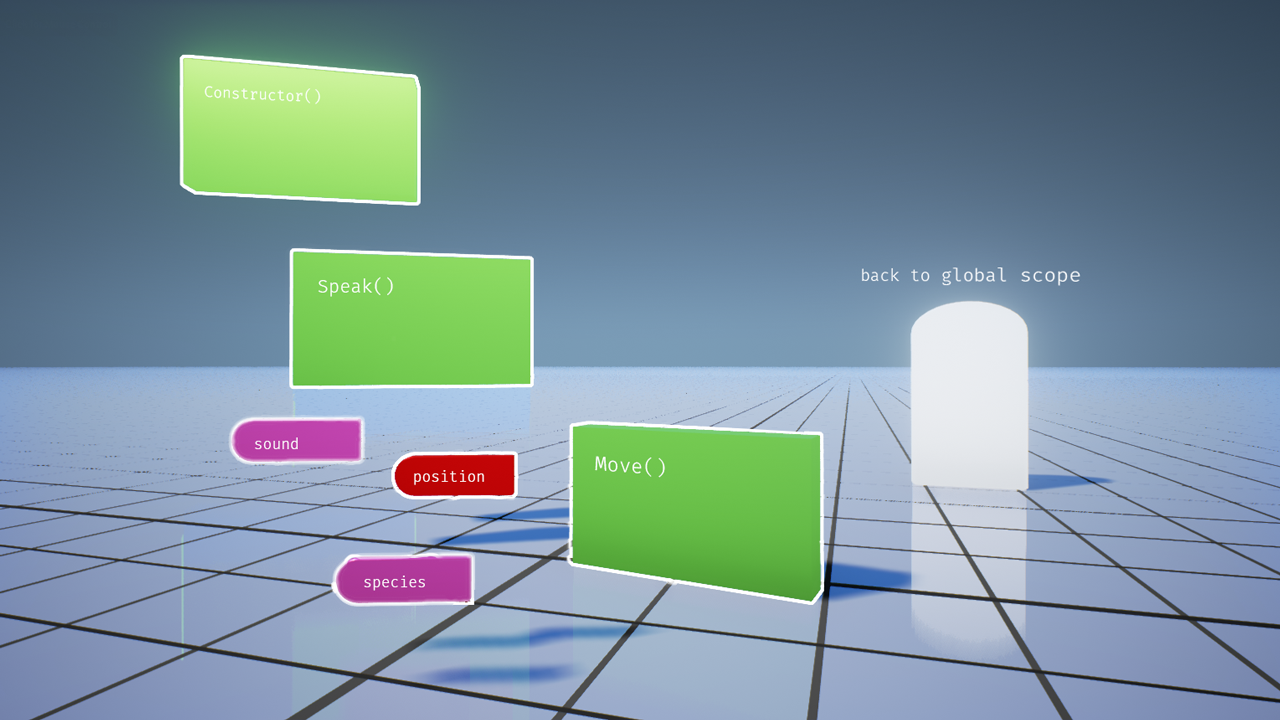 Constructor()
Speak()
back to global scope
sound
position
Move()
species